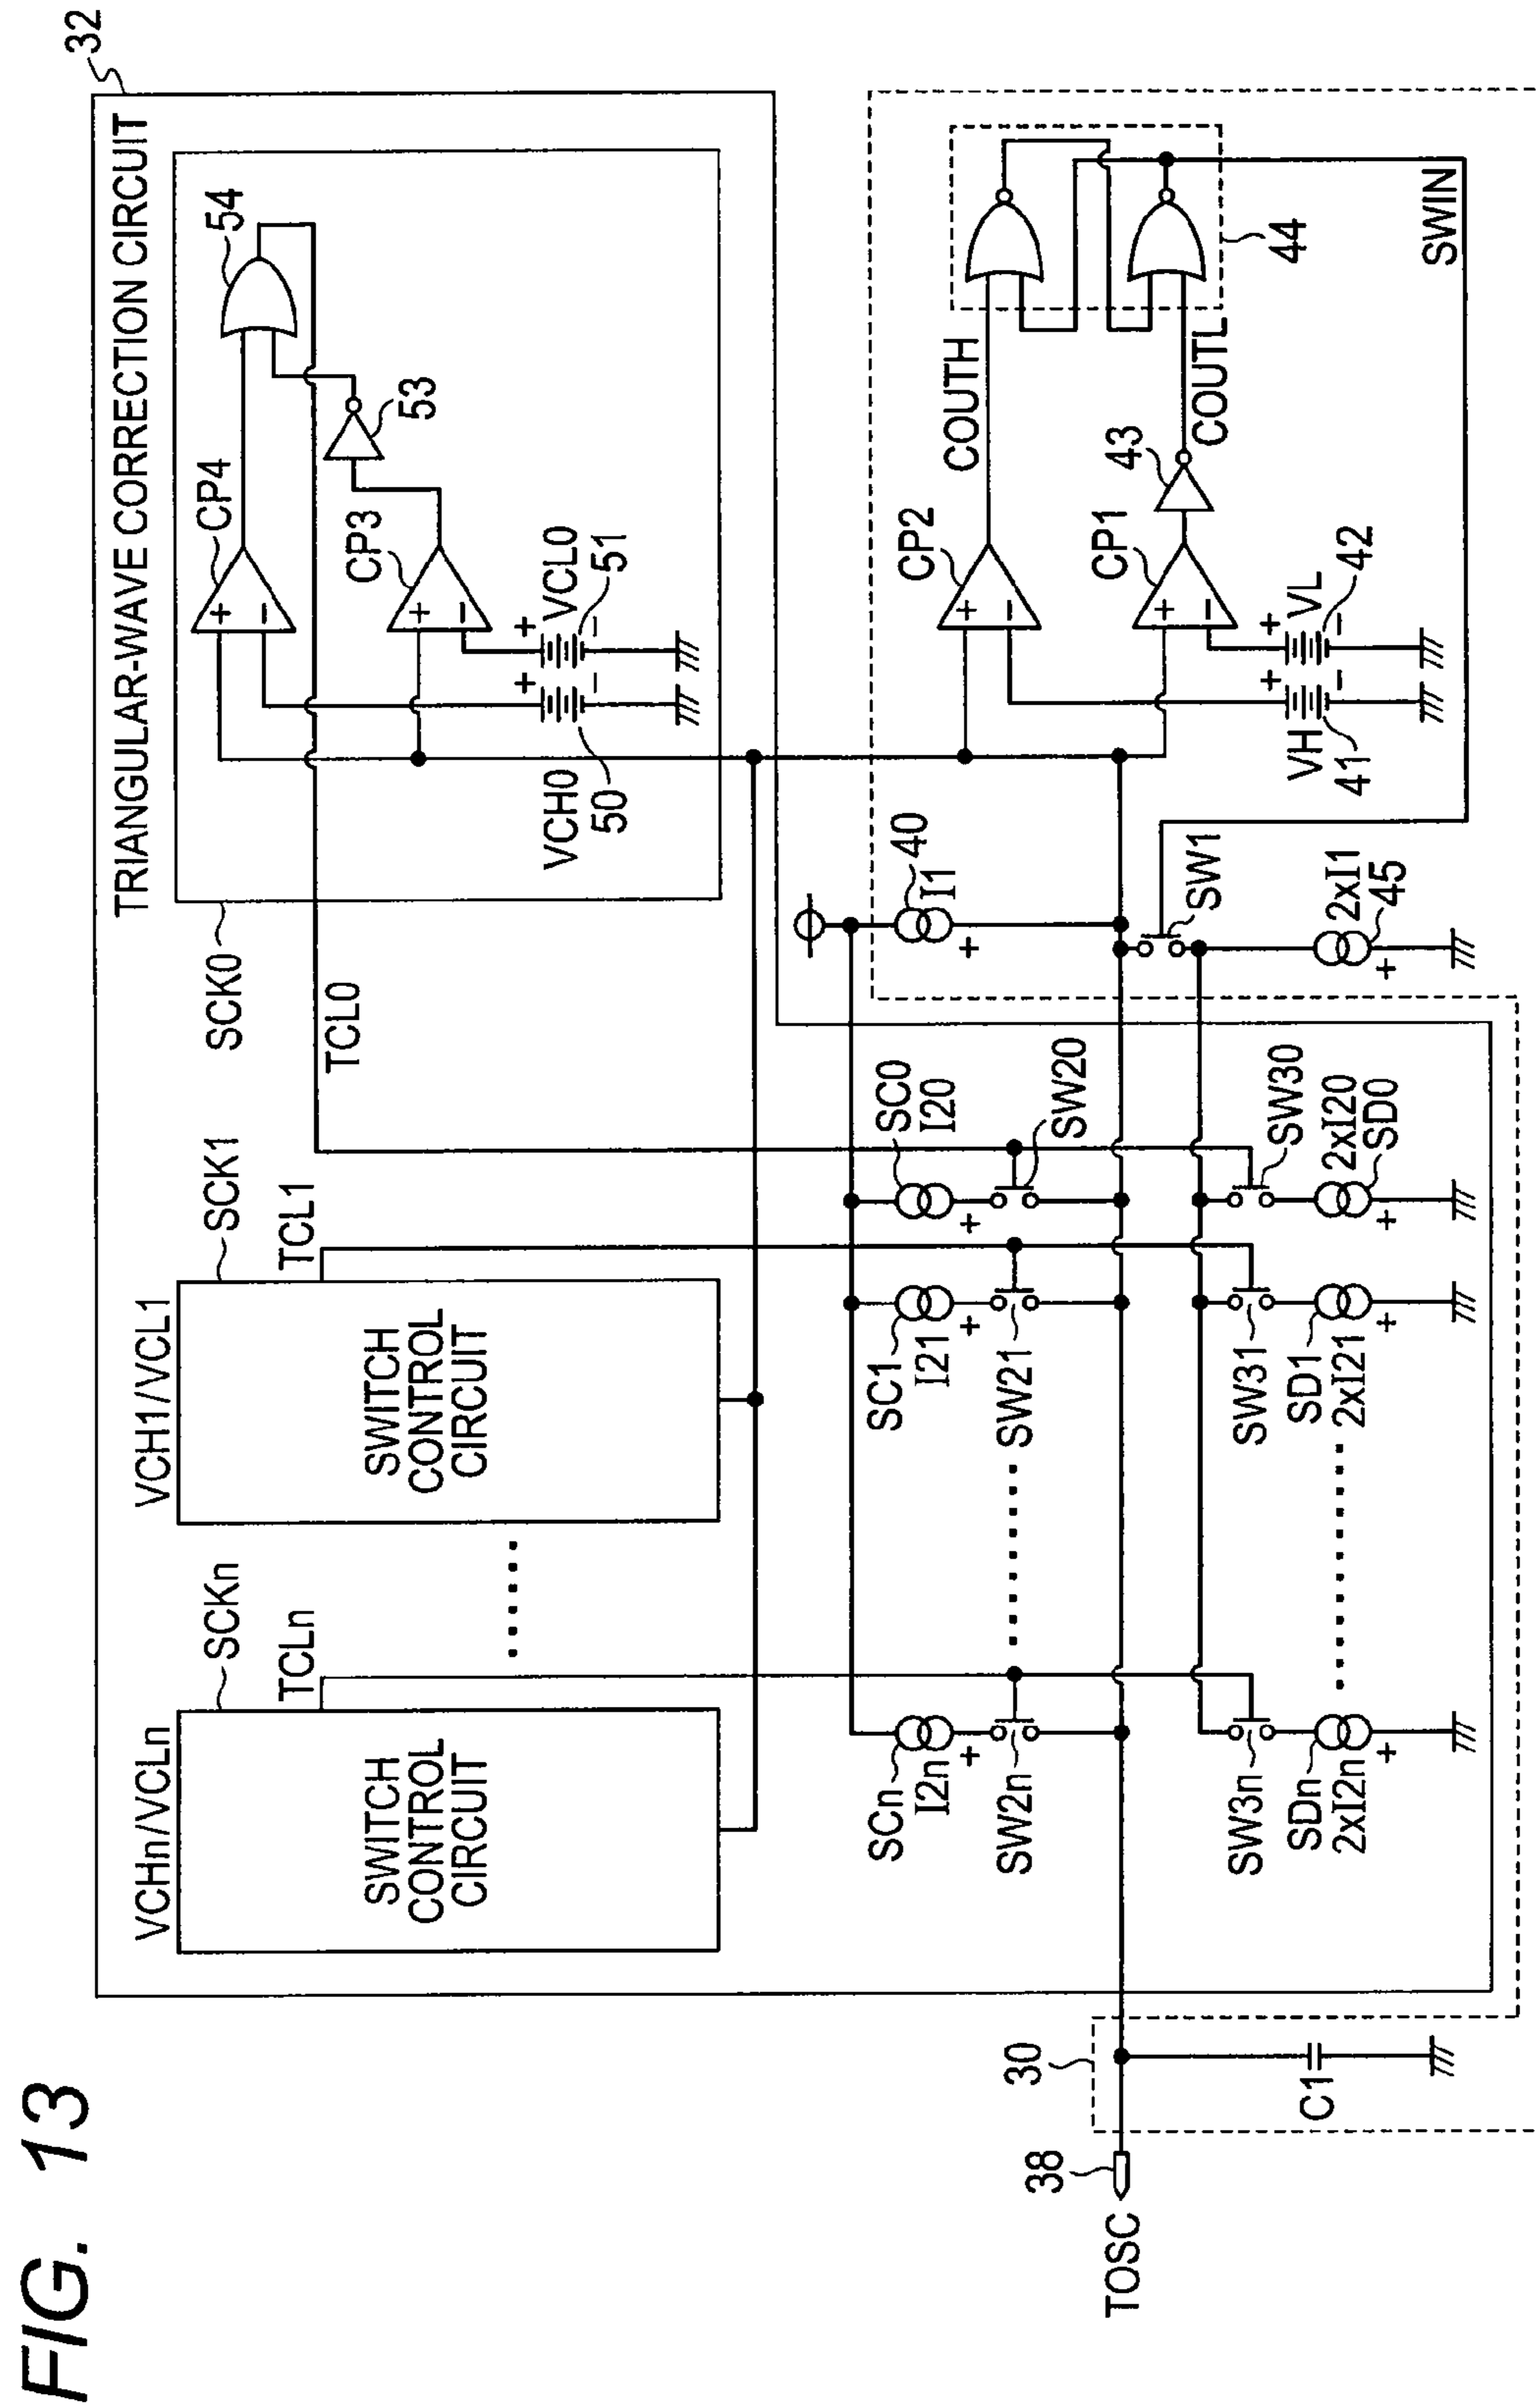 FIG. 13
32
TRIANGULAR-WAVE CORRECTION CIRCUIT
VCHn/VCLn
SCKn
TCLn
SWITCH
CONTROL
CIRCUIT
VCH1/VCL1
SCK1
TCL1
SWITCH
CONTROL
CIRCUIT
SCK0
TCL0
CP4
+
−
54
CP3
+
−
53
VCH0
50
+
−
VCL0
51
+
−
SCn
I2n
+
SW2n
SC1
I21
+
SW21
SC0
I20
+
SW20
40
I1
+
SW3n
SDn
2xI2n
+
SW31
SD1
2xI21
+
SW30
2xI20
SD0
+
SW1
2xI1
45
+
CP2
+
−
COUTH
CP1
+
−
43
COUTL
44
VH
41
+
−
VL
42
+
−
SWIN
30
C1
38
TOSC